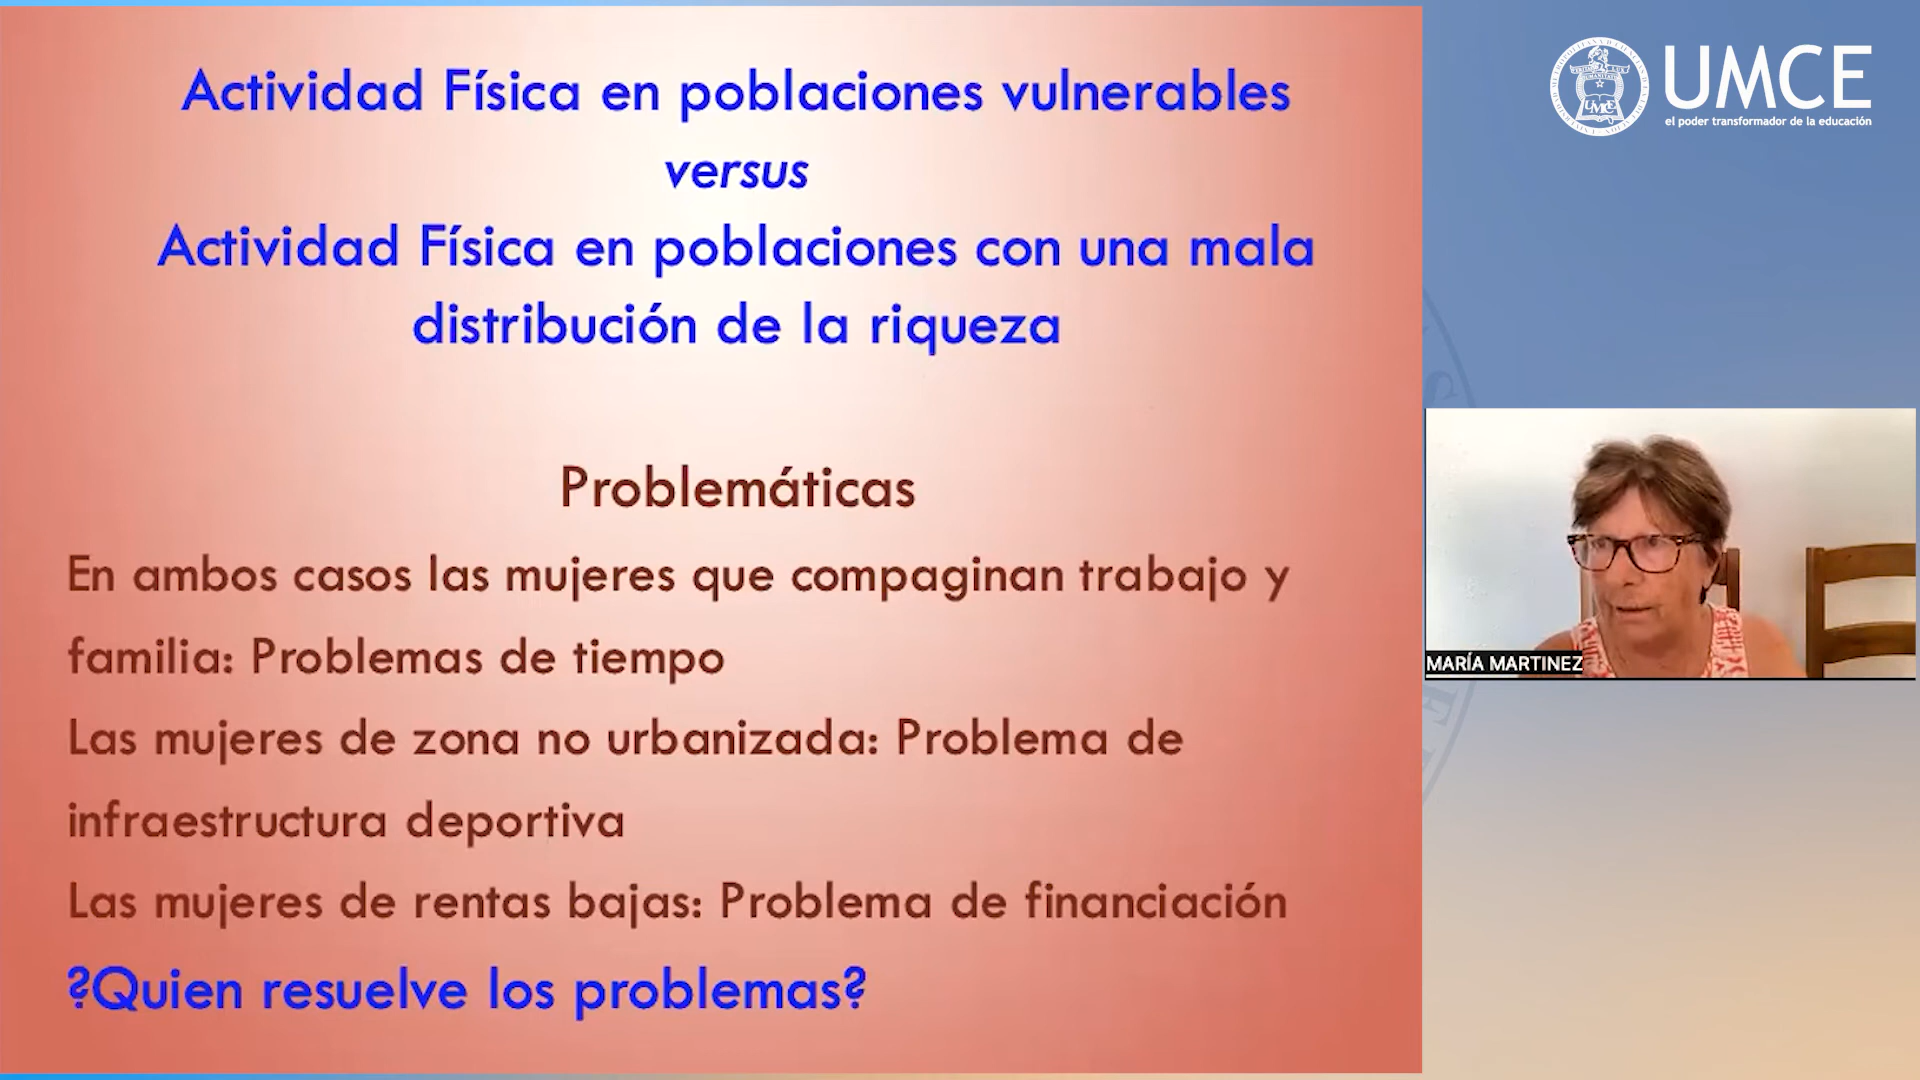 Actividad Física en poblaciones vulnerables
versus
Actividad Física en poblaciones con una mala
distribución de la riqueza
Problemáticas
En ambos casos las mujeres que compaginan trabajo y
familia: Problemas de tiempo
Las mujeres de zona no urbanizada: Problema de
infraestructura deportiva
Las mujeres de rentas bajas: Problema de financiación
?Quien resuelve los problemas?
UMCE
el poder transformador de la educación
MARÍA MARTINEZ